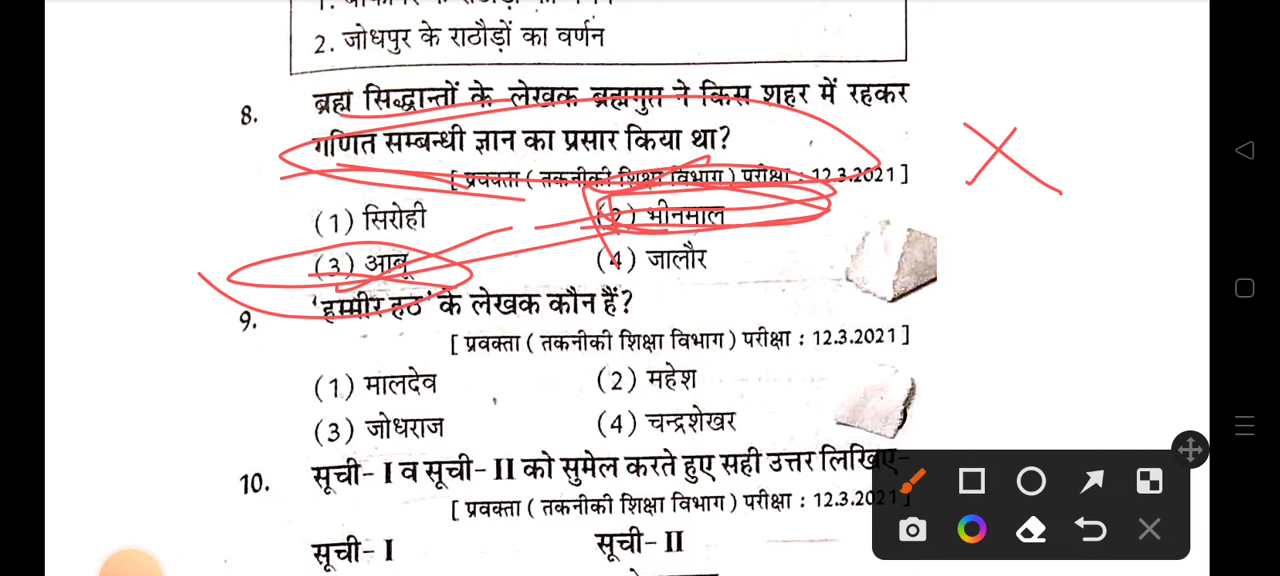 2. जोधपुर के राठौड़ों का वर्णन
8. ब्रह्म सिद्धान्तों के लेखक ब्रह्मगुप्त ने किस शहर में रहकर
गणित सम्बन्धी ज्ञान का प्रसार किया था?
[ प्रवक्ता ( तकनीकी शिक्षा विभाग ) परीक्षा : 12.3.2021 ]
(1) सिरोही (2) भीनमाल
(3) आबू (4) जालौर
9. 'हम्मीर हठ' के लेखक कौन हैं?
[ प्रवक्ता ( तकनीकी शिक्षा विभाग ) परीक्षा : 12.3.2021 ]
(1) मालदेव (2) महेश
(3) जोधराज (4) चन्द्रशेखर
10. सूची- I व सूची- II को सुमेल करते हुए सही उत्तर लिखिए-
[ प्रवक्ता ( तकनीकी शिक्षा विभाग ) परीक्षा : 12.3.2021 ]
सूची- I सूची- II